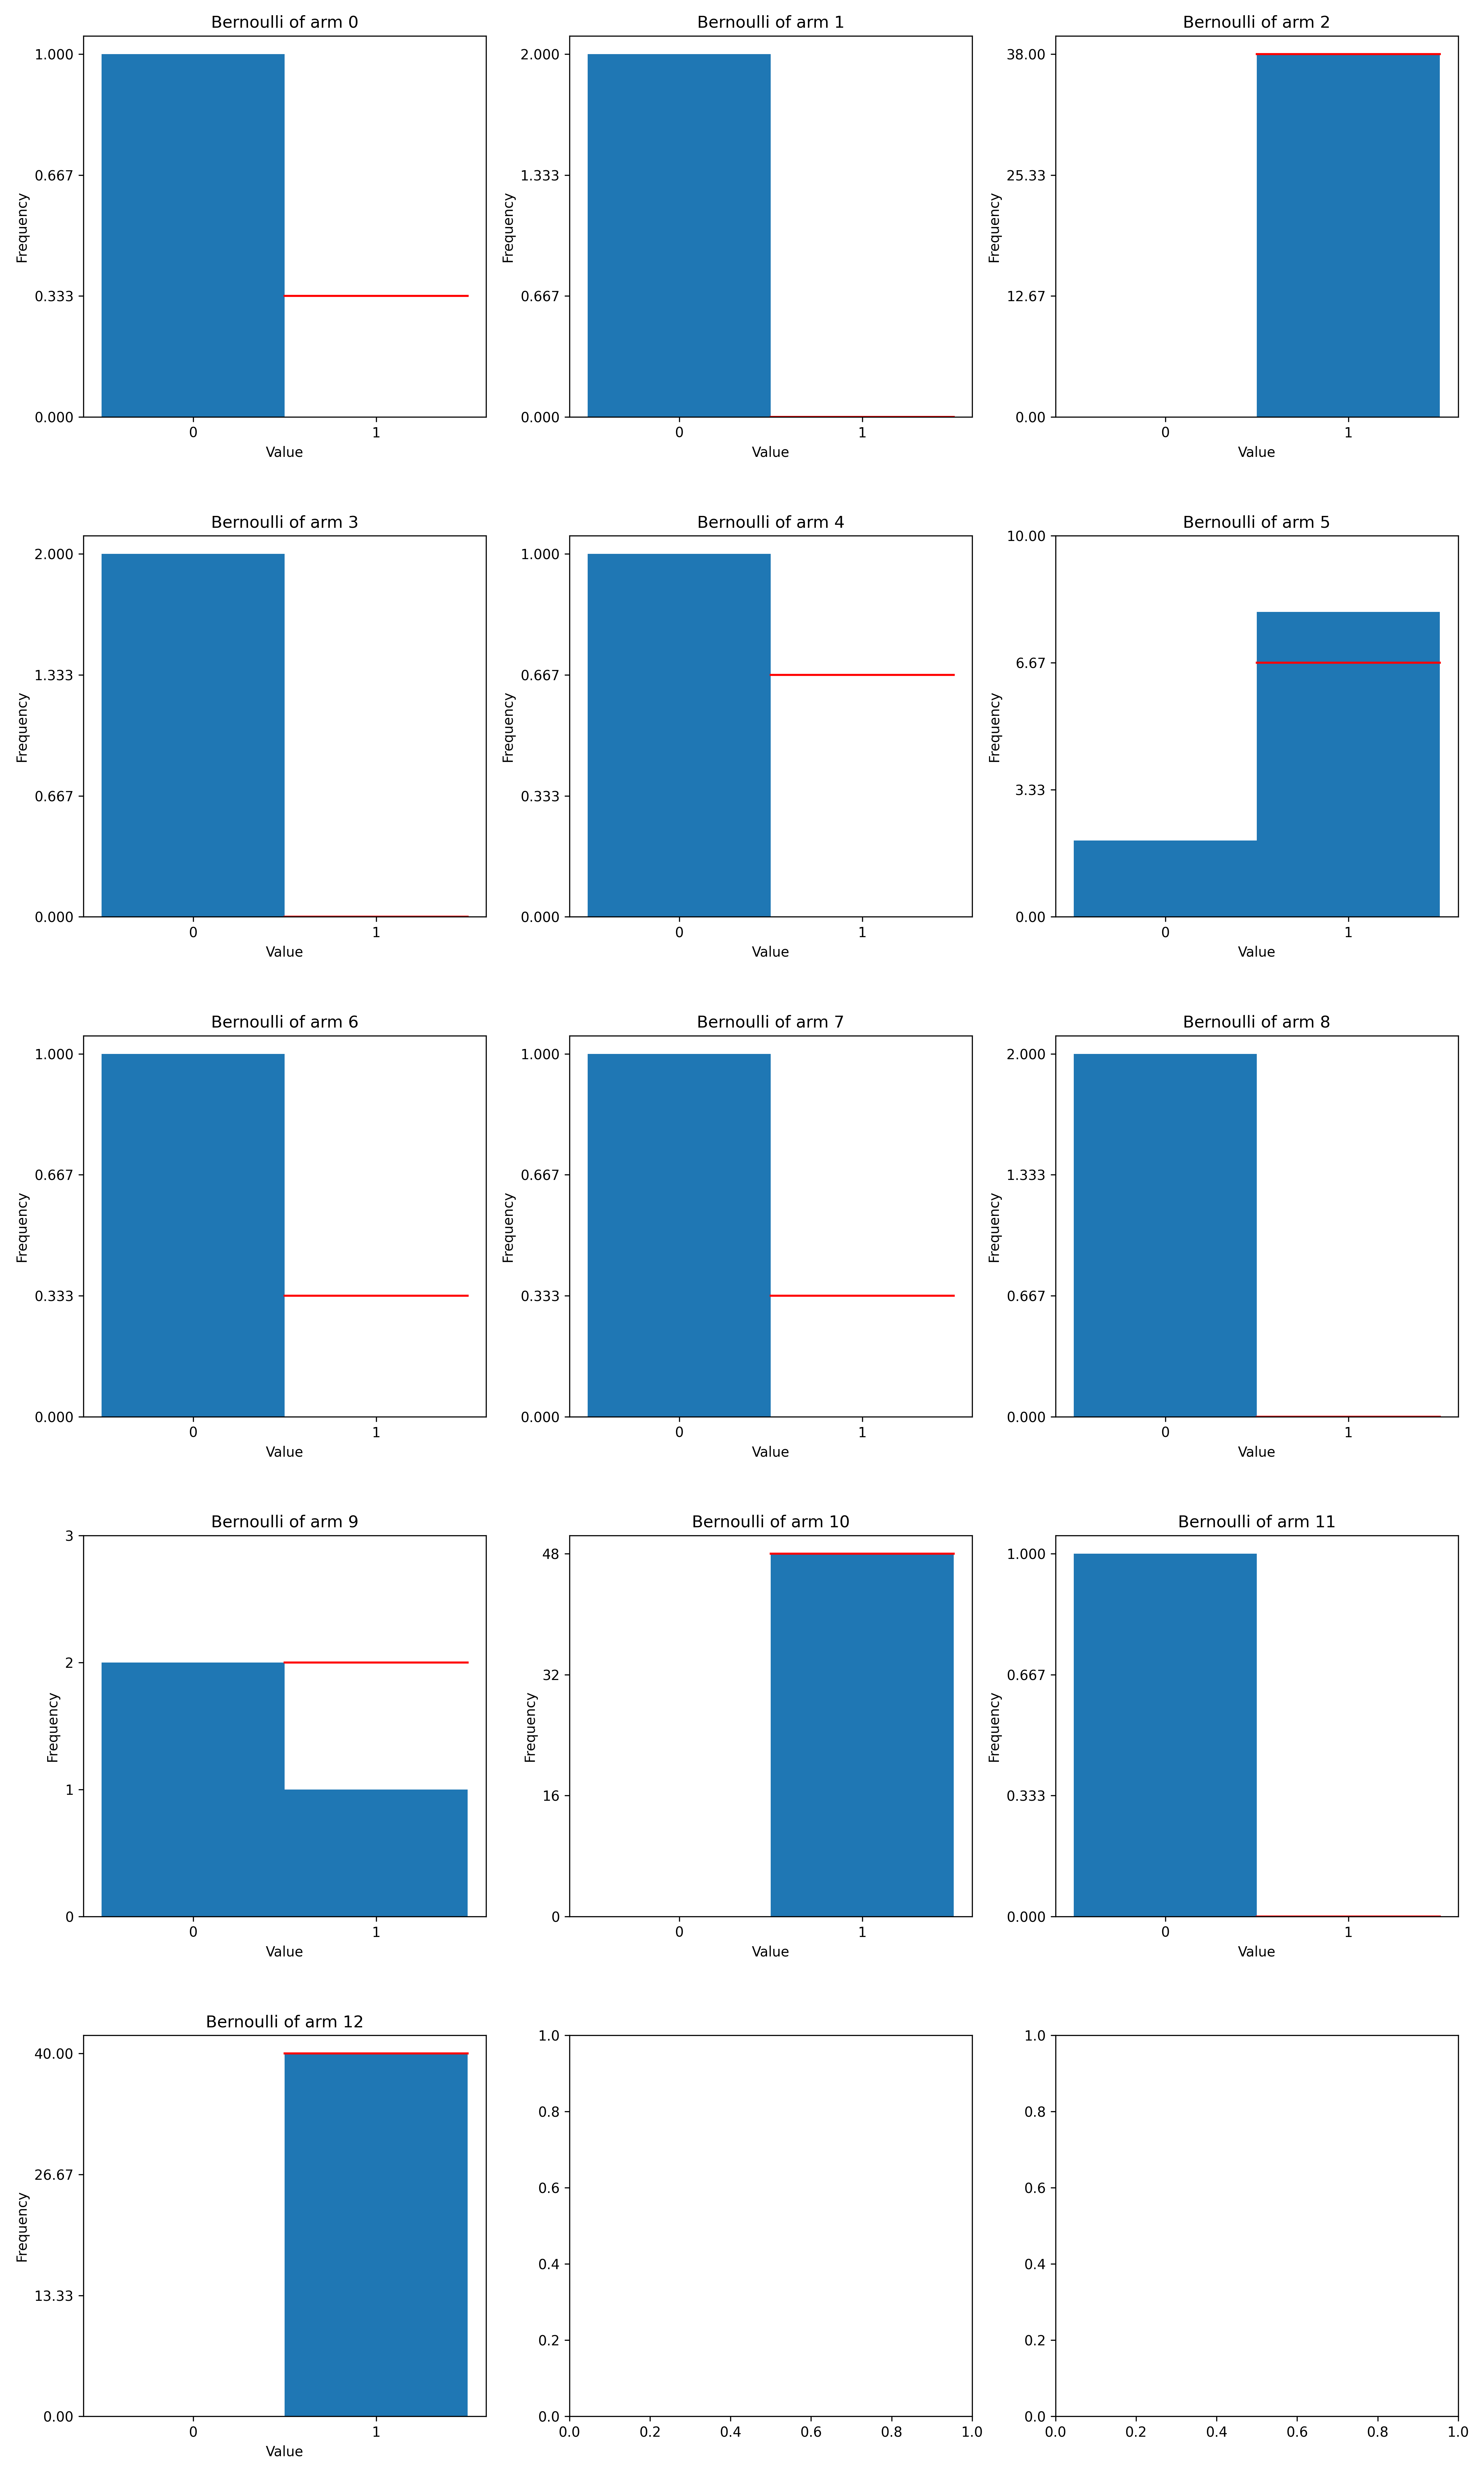 Bernoulli of arm 0
1.000
0.667
0.333
0.000
Frequency
0 1
Value
Bernoulli of arm 1
2.000
1.333
0.667
0.000
Frequency
0 1
Value
Bernoulli of arm 2
38.00
25.33
12.67
0.00
Frequency
0 1
Value
Bernoulli of arm 3
2.000
1.333
0.667
0.000
Frequency
0 1
Value
Bernoulli of arm 4
1.000
0.667
0.333
0.000
Frequency
0 1
Value
Bernoulli of arm 5
10.00
6.67
3.33
0.00
Frequency
0 1
Value
Bernoulli of arm 6
1.000
0.667
0.333
0.000
Frequency
0 1
Value
Bernoulli of arm 7
1.000
0.667
0.333
0.000
Frequency
0 1
Value
Bernoulli of arm 8
2.000
1.333
0.667
0.000
Frequency
0 1
Value
Bernoulli of arm 9
3
2
1
0
Frequency
0 1
Value
Bernoulli of arm 10
48
32
16
0
Frequency
0 1
Value
Bernoulli of arm 11
1.000
0.667
0.333
0.000
Frequency
0 1
Value
Bernoulli of arm 12
40.00
26.67
13.33
0.00
Frequency
0 1
Value
1.0
0.8
0.6
0.4
0.2
0.0
0.0 0.2 0.4 0.6 0.8 1.0
1.0
0.8
0.6
0.4
0.2
0.0
0.0 0.2 0.4 0.6 0.8 1.0